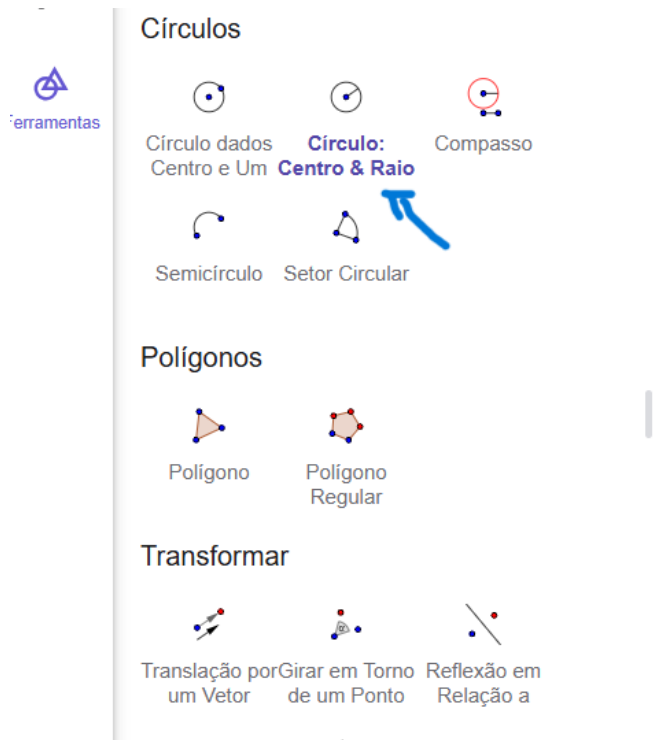 Círculos
Ferramentas
Círculo dados
Centro e Um
Círculo:
Centro & Raio
Compasso
Semicírculo
Setor Circular
Polígonos
Polígono
Polígono
Regular
Transformar
Translação por
um Vetor
Girar em Torno
de um Ponto
Reflexão em
Relação a